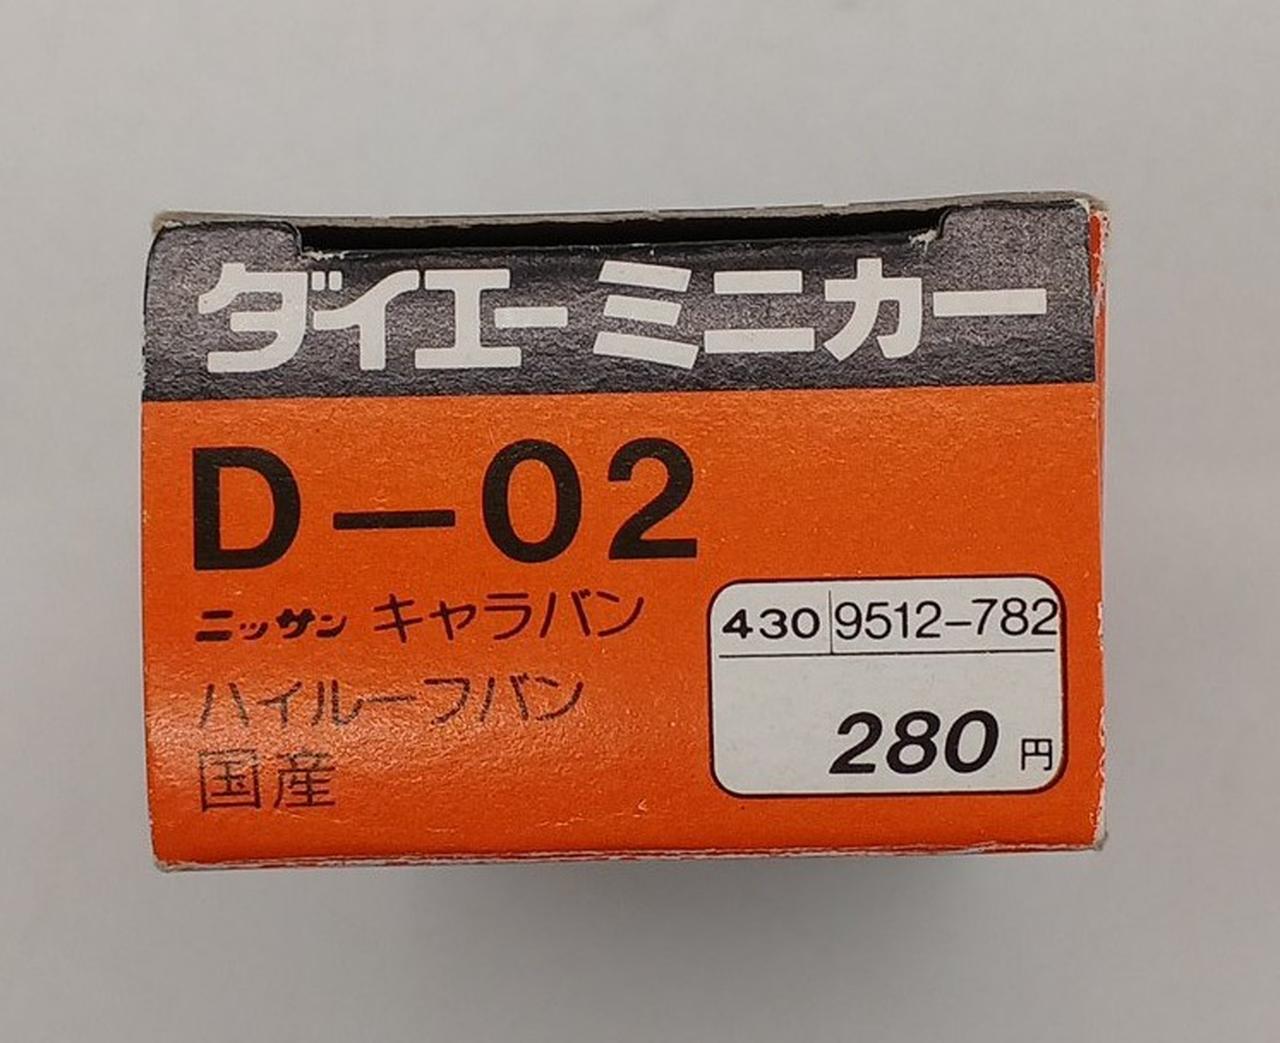 ダイエーミニカー
D－02
ニッサン キャラバン
ハイルーフバン
国産
430 9512-782
280 円